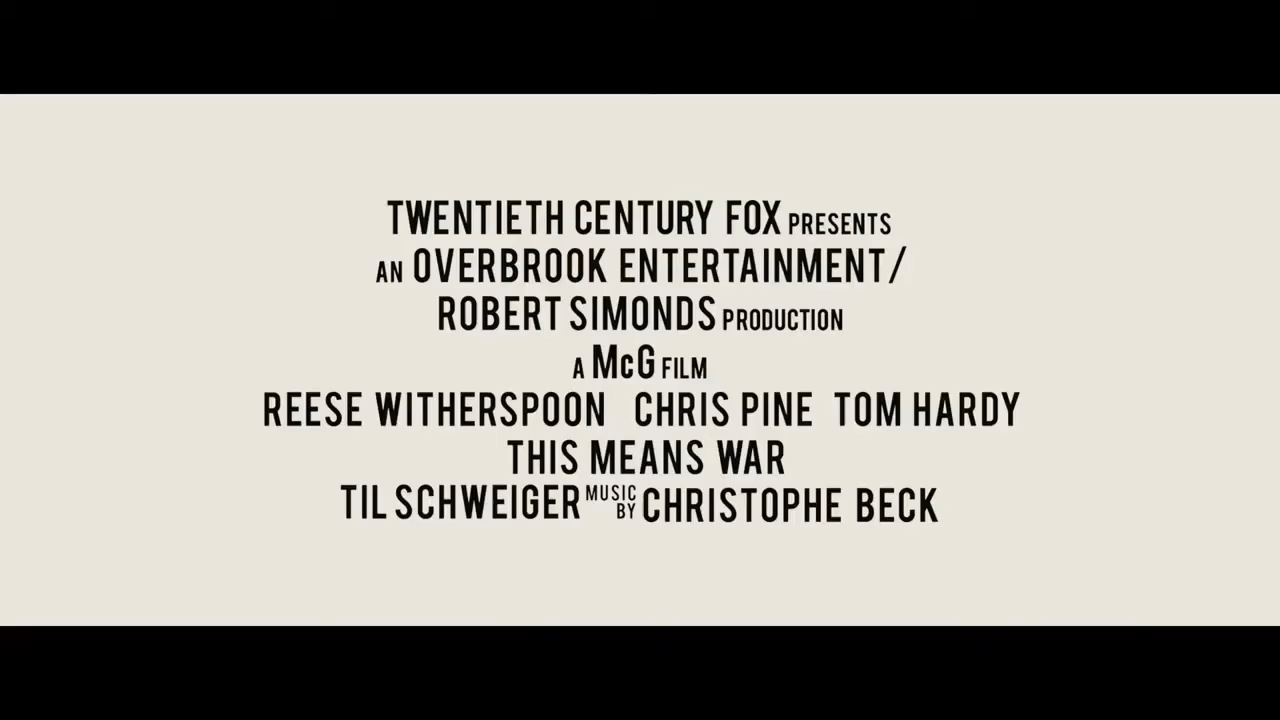 TWENTIETH CENTURY FOX PRESENTS
AN OVERBROOK ENTERTAINMENT/
ROBERT SIMONDS PRODUCTION
A McG FILM
REESE WITHERSPOON CHRIS PINE TOM HARDY
THIS MEANS WAR
TIL SCHWEIGER MUSIC BY CHRISTOPHE BECK